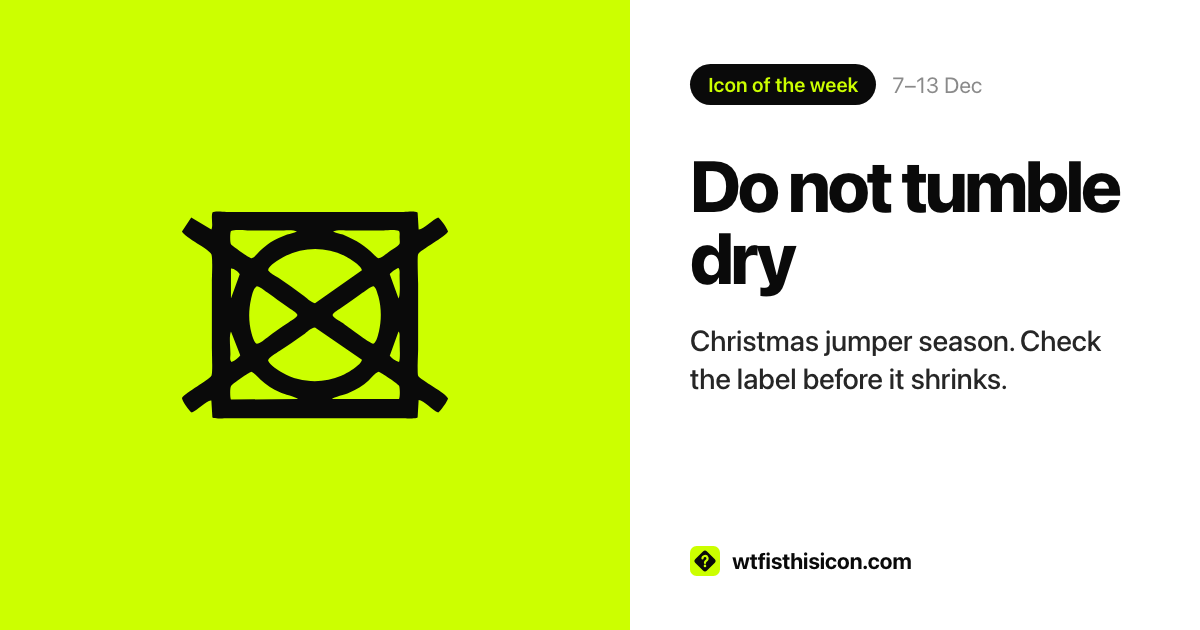 Icon of the week
7–13 Dec
Do not tumble
dry
Christmas jumper season. Check
the label before it shrinks.
?
wtfisthisicon.com